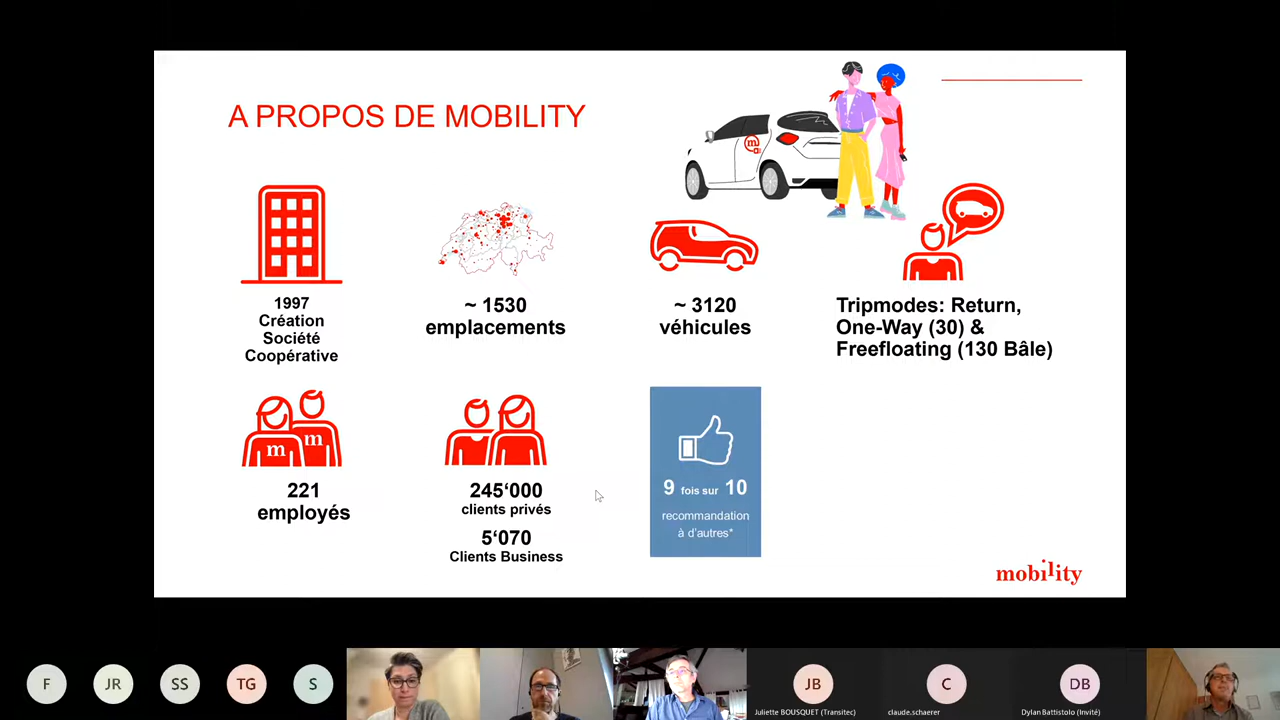 A PROPOS DE MOBILITY
m
1997
Création
Société
Coopérative
~ 1530
emplacements
~ 3120
véhicules
Tripmodes: Return,
One-Way (30) &
Freefloating (130 Bâle)
m
m
221
employés
245‘000
clients privés
5‘070
Clients Business
9 fois sur 10
recommandation
à d’autres*
mobility
F
JR
SS
TG
S
JB
Juliette BOUSQUET (Transitec)
C
claude.schaerer
DB
Dylan Battistolo (Invité)